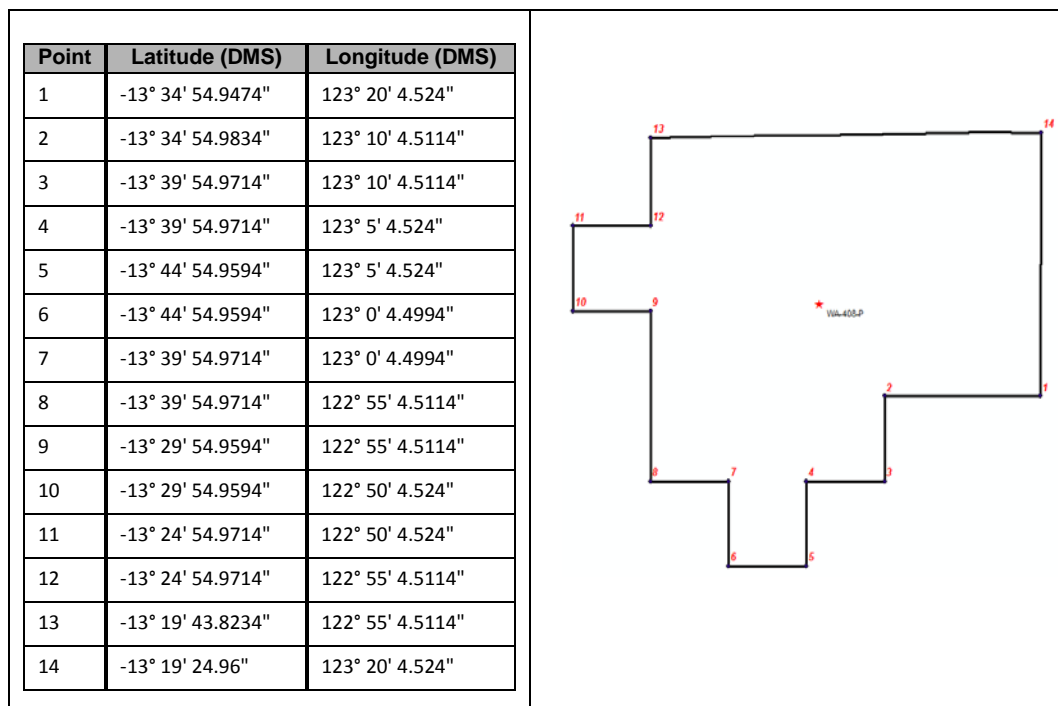 Point Latitude (DMS) Longitude (DMS)
1 -13° 34' 54.9474" 123° 20' 4.524"
2 -13° 34' 54.9834" 123° 10' 4.5114"
3 -13° 39' 54.9714" 123° 10' 4.5114"
4 -13° 39' 54.9714" 123° 5' 4.524"
5 -13° 44' 54.9594" 123° 5' 4.524"
6 -13° 44' 54.9594" 123° 0' 4.4994"
7 -13° 39' 54.9714" 123° 0' 4.4994"
8 -13° 39' 54.9714" 122° 55' 4.5114"
9 -13° 29' 54.9594" 122° 55' 4.5114"
10 -13° 29' 54.9594" 122° 50' 4.524"
11 -13° 24' 54.9714" 122° 50' 4.524"
12 -13° 24' 54.9714" 122° 55' 4.5114"
13 -13° 19' 43.8234" 122° 55' 4.5114"
14 -13° 19' 24.96" 123° 20' 4.524"
13 14
11 12
10 9
WA-408-P
2 1
8 7 4 3
6 5